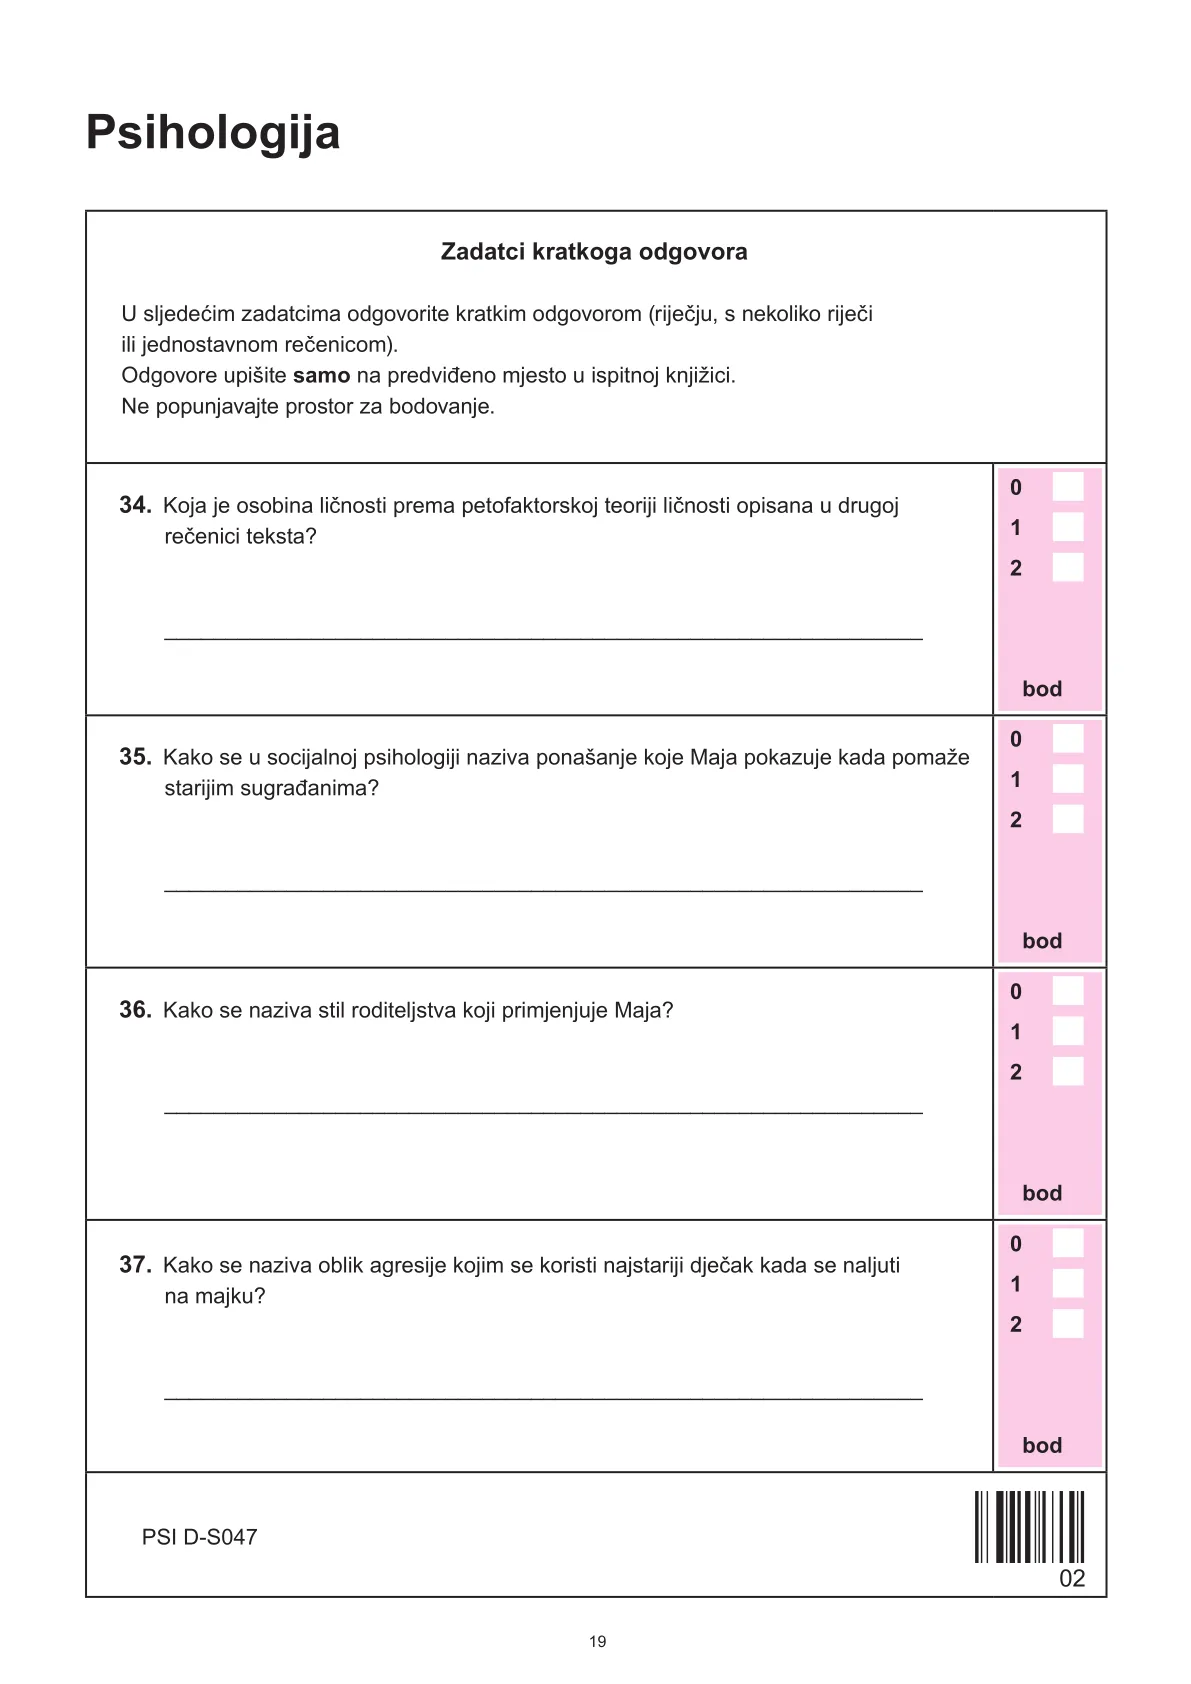 Psihologija
Zadatci kratkoga odgovora
U sljedećim zadatcima odgovorite kratkim odgovorom (riječju, s nekoliko riječi
ili jednostavnom rečenicom).
Odgovore upišite samo na predviđeno mjesto u ispitnoj knjižici.
Ne popunjavajte prostor za bodovanje.
34. Koja je osobina ličnosti prema petofaktorskoj teoriji ličnosti opisana u drugoj
rečenici teksta?
0
1
2
bod
35. Kako se u socijalnoj psihologiji naziva ponašanje koje Maja pokazuje kada pomaže
starijim sugrađanima?
0
1
2
bod
36. Kako se naziva stil roditeljstva koji primjenjuje Maja?
0
1
2
bod
37. Kako se naziva oblik agresije kojim se koristi najstariji dječak kada se naljuti
na majku?
0
1
2
bod
PSI D-S047
02
19